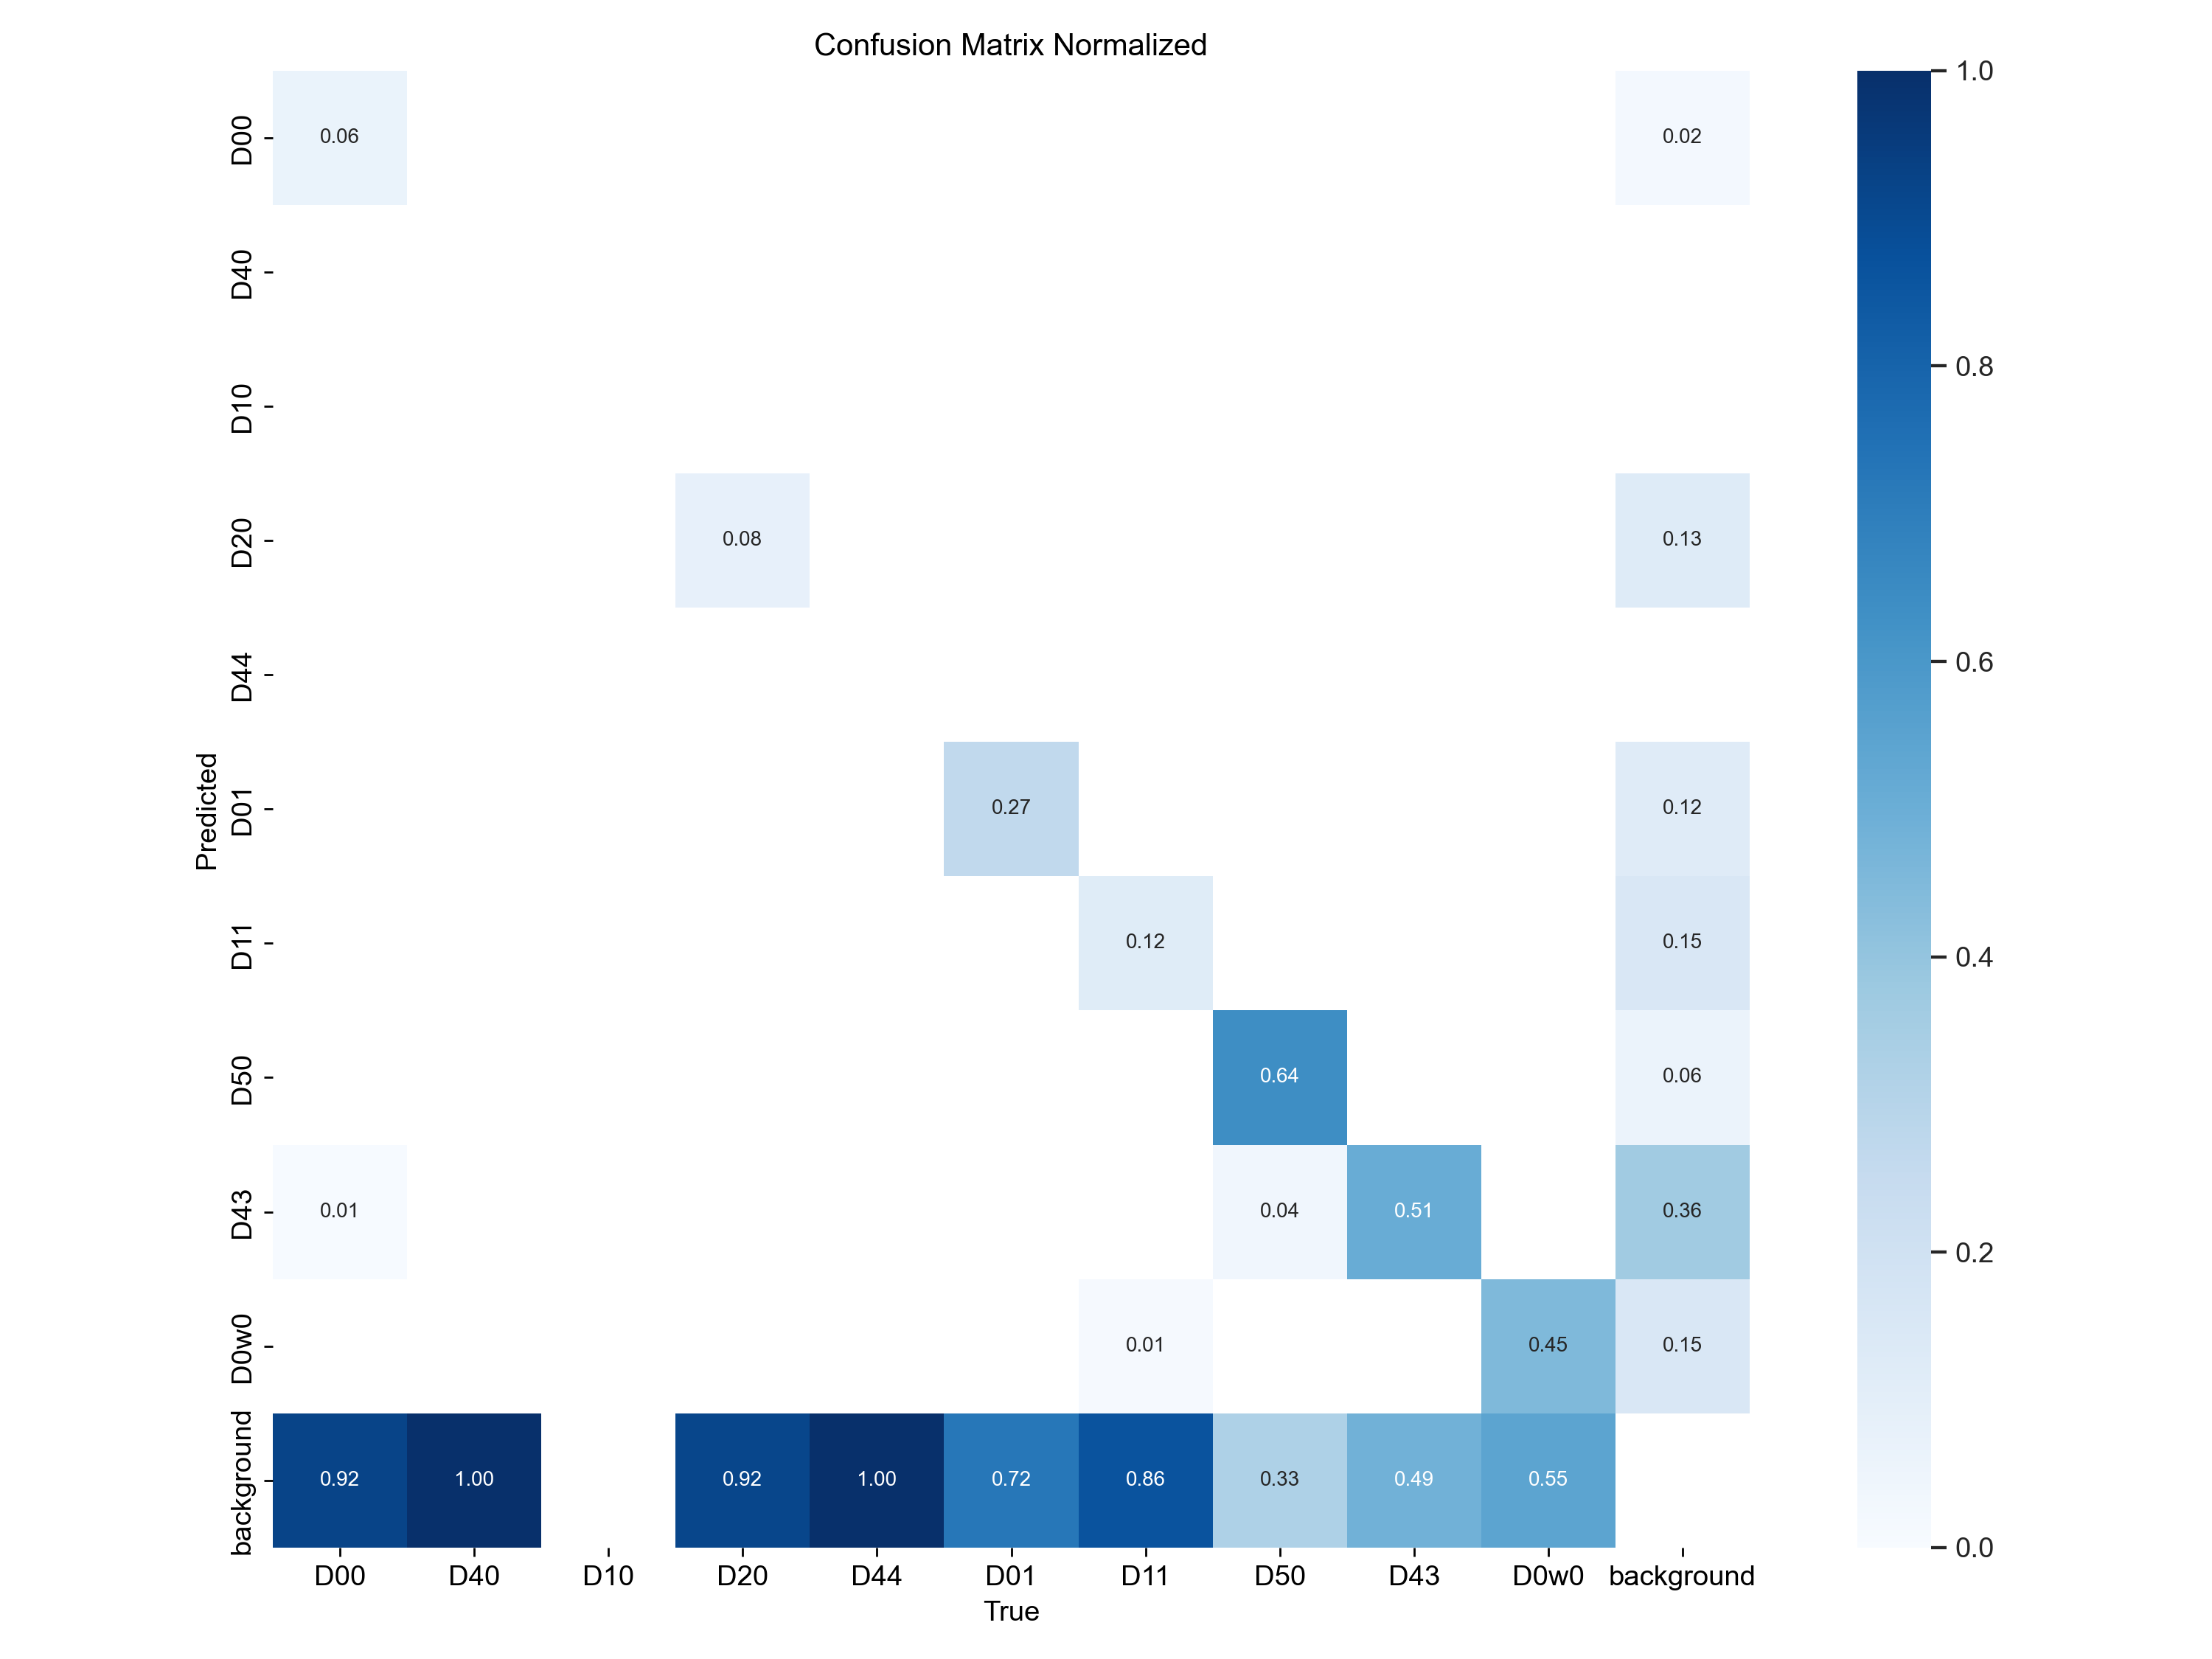 Confusion Matrix Normalized
D00
0.06
0.02
1.0
D40
D10
0.8
D20
0.08
0.13
D44
0.6
Predicted
D01
0.27
0.12
D11
0.12
0.15
0.4
D50
0.64
0.06
D43
0.01
0.04
0.51
0.36
0.2
D0w0
0.01
0.45
0.15
background
0.92
1.00
0.92
1.00
0.72
0.86
0.33
0.49
0.55
0.0
D00 D40 D10 D20 D44 D01 D11 D50 D43 D0w0 background
True